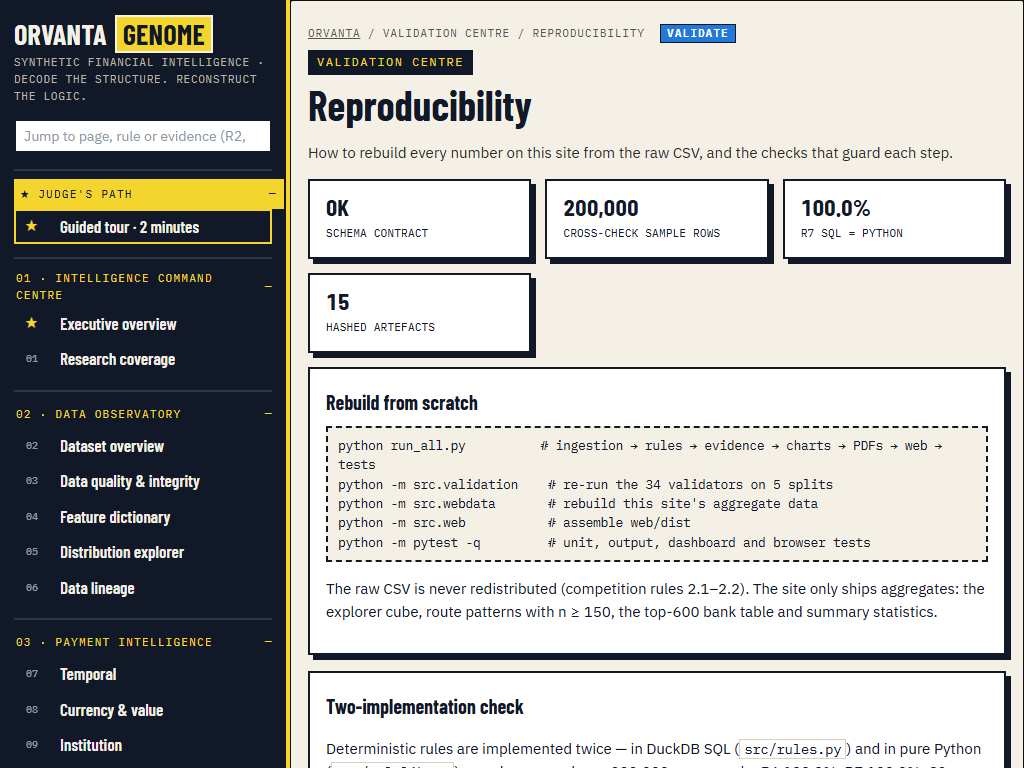 ORVANTA GENOME
SYNTHETIC FINANCIAL INTELLIGENCE ·
DECODE THE STRUCTURE. RECONSTRUCT
THE LOGIC.
Jump to page, rule or evidence (R2,
★ JUDGE'S PATH –
★ Guided tour · 2 minutes
01 · INTELLIGENCE COMMAND
CENTRE –
★ Executive overview
01 Research coverage
02 · DATA OBSERVATORY –
02 Dataset overview
03 Data quality & integrity
04 Feature dictionary
05 Distribution explorer
06 Data lineage
03 · PAYMENT INTELLIGENCE –
07 Temporal
08 Currency & value
09 Institution
ORVANTA / VALIDATION CENTRE / REPRODUCIBILITY VALIDATE
VALIDATION CENTRE
Reproducibility
How to rebuild every number on this site from the raw CSV, and the checks that guard each step.
OK
SCHEMA CONTRACT
200,000
CROSS-CHECK SAMPLE ROWS
100.0%
R7 SQL = PYTHON
15
HASHED ARTEFACTS
Rebuild from scratch
python run_all.py # ingestion → rules → evidence → charts → PDFs → web →
tests
python -m src.validation # re-run the 34 validators on 5 splits
python -m src.webdata # rebuild this site's aggregate data
python -m src.web # assemble web/dist
python -m pytest -q # unit, output, dashboard and browser tests
The raw CSV is never redistributed (competition rules 2.1–2.2). The site only ships aggregates: the
explorer cube, route patterns with n ≥ 150, the top-600 bank table and summary statistics.
Two-implementation check
Deterministic rules are implemented twice — in DuckDB SQL (src/rules.py) and in pure Python